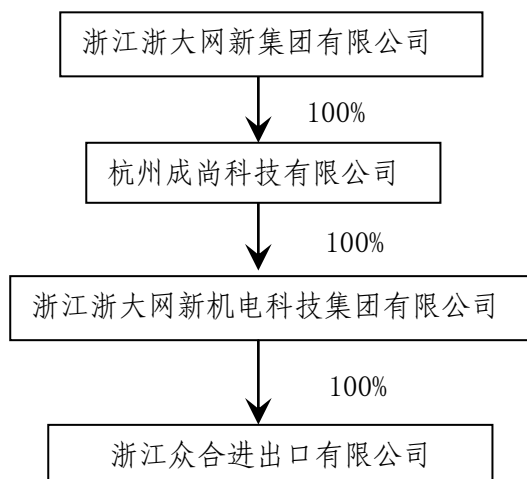 浙江浙大网新集团有限公司
100%
杭州成尚科技有限公司
100%
浙江浙大网新机电科技集团有限公司
100%
浙江众合进出口有限公司